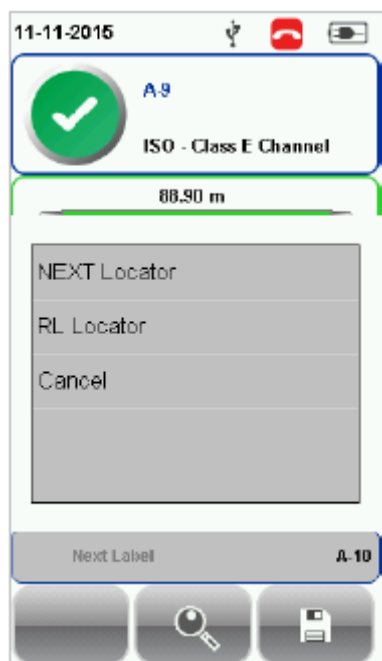 11-11-2015
A-9
ISO - Class E Channel
88.90 m
NEXT Locator
RL Locator
Cancel
Next Label A-10